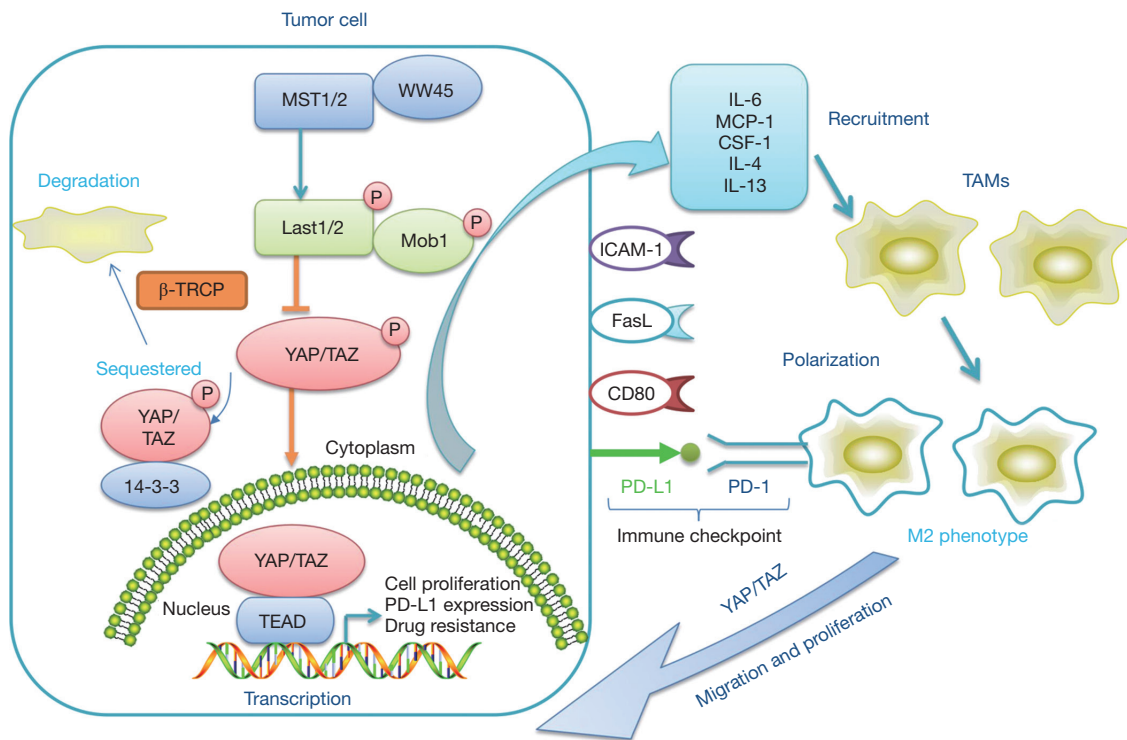 Tumor cell
MST1/2
WW45
IL-6
MCP-1
CSF-1
IL-4
IL-13
Recruitment
TAMs
Degradation
P
Last1/2
Mob1
P
ICAM-1
β-TRCP
FasL
P
YAP/TAZ
Sequestered
Polarization
P
YAP/
TAZ
CD80
Cytoplasm
14-3-3
PD-L1
PD-1
Immune checkpoint
M2 phenotype
YAP/TAZ
Nucleus
TEAD
Cell proliferation
PD-L1 expression
Drug resistance
Transcription
YAP/TAZ
Migration and proliferation